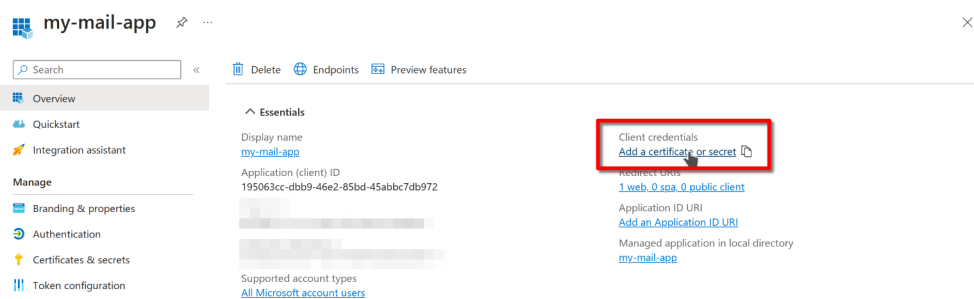 my-mail-app
Search
Overview
Quickstart
Integration assistant
Manage
Branding & properties
Authentication
Certificates & secrets
Token configuration
Delete
Endpoints
Preview features
Essentials
Display name
my-mail-app
Application (client) ID
195063cc-dbb9-46e2-85bd-45abbc7db972
Supported account types
All Microsoft account users
Client credentials
Add a certificate or secret
Redirect URIs
1 web, 0 spa, 0 public client
Application ID URI
Add an Application ID URI
Managed application in local directory
my-mail-app